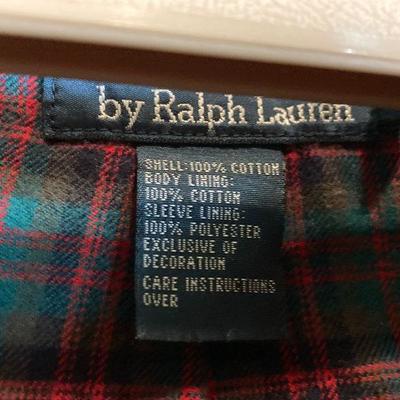 by Ralph Lauren
SHELL:100% COTTON
BODY LINING:
100% COTTON
SLEEVE LINING:
100% POLYESTER
EXCLUSIVE OF
DECORATION
CARE INSTRUCTIONS
OVER